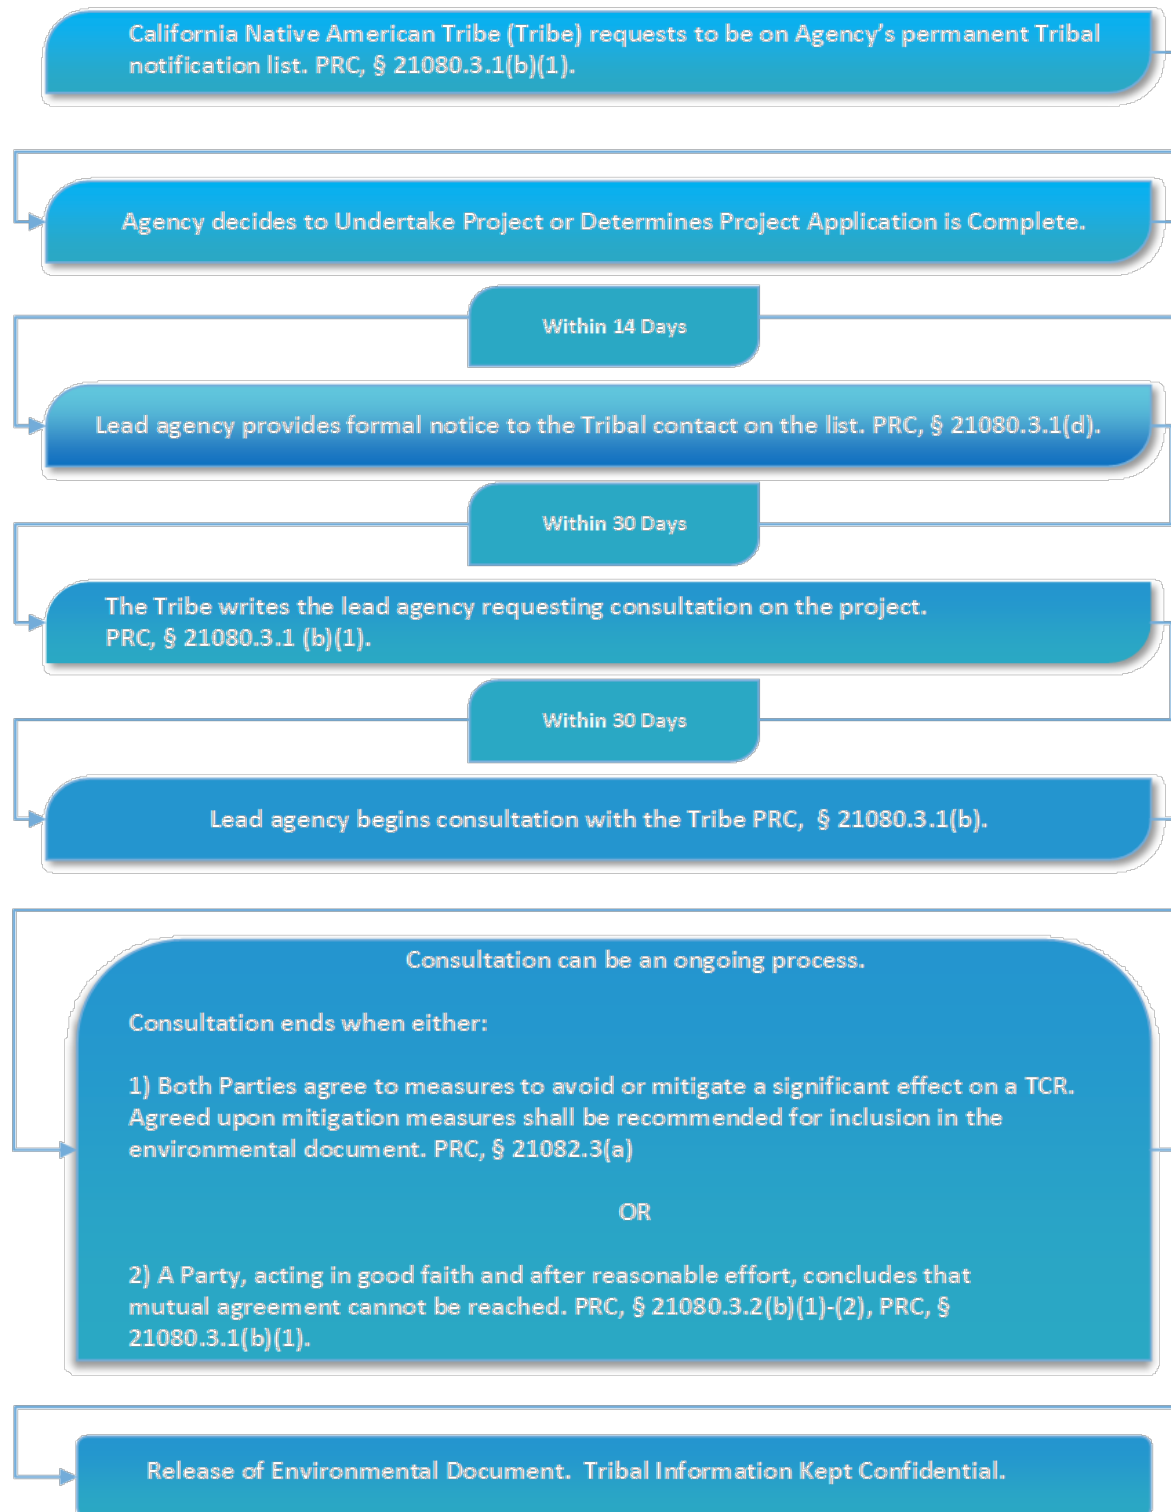 California Native American Tribe (Tribe) requests to be on Agency's permanent Tribal
notification list. PRC, § 21080.3.1(b)(1).
Agency decides to Undertake Project or Determines Project Application is Complete.
Within 14 Days
Lead agency provides formal notice to the Tribal contact on the list. PRC, § 21080.3.1(d).
Within 30 Days
The Tribe writes the lead agency requesting consultation on the project.
PRC, § 21080.3.1 (b)(1).
Within 30 Days
Lead agency begins consultation with the Tribe PRC,  § 21080.3.1(b).
Consultation can be an ongoing process.
Consultation ends when either:
1) Both Parties agree to measures to avoid or mitigate a significant effect on a TCR.
Agreed upon mitigation measures shall be recommended for inclusion in the
environmental document. PRC, § 21082.3(a)
OR
2) A Party, acting in good faith and after reasonable effort, concludes that
mutual agreement cannot be reached. PRC, § 21080.3.2(b)(1)-(2), PRC, §
21080.3.1(b)(1).
Release of Environmental Document.  Tribal Information Kept Confidential.